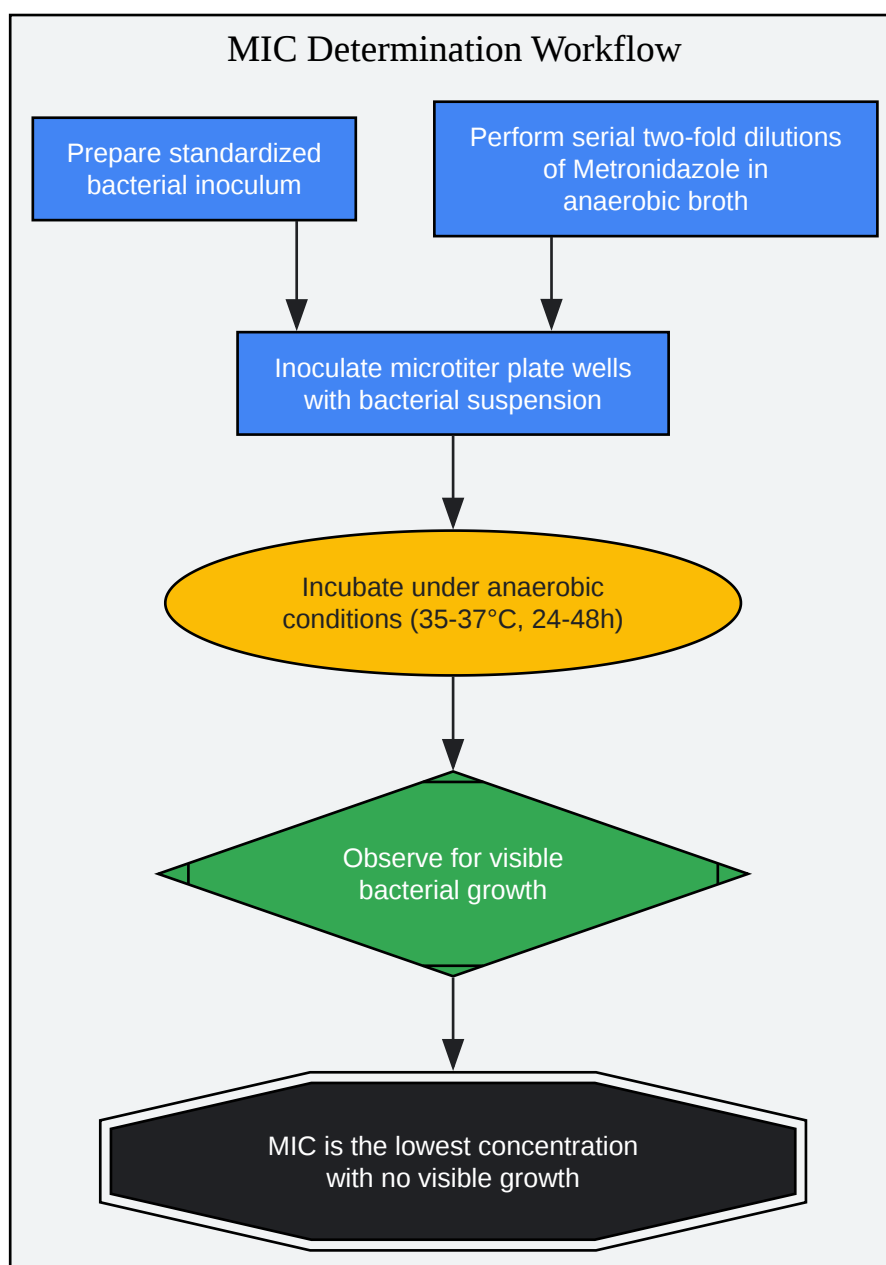 MIC Determination Workflow
Prepare standardized
bacterial inoculum
Perform serial two-fold dilutions
of Metronidazole in
anaerobic broth
Inoculate microtiter plate wells
with bacterial suspension
Incubate under anaerobic
conditions (35-37°C, 24-48h)
Observe for visible
bacterial growth
MIC is the lowest concentration
with no visible growth